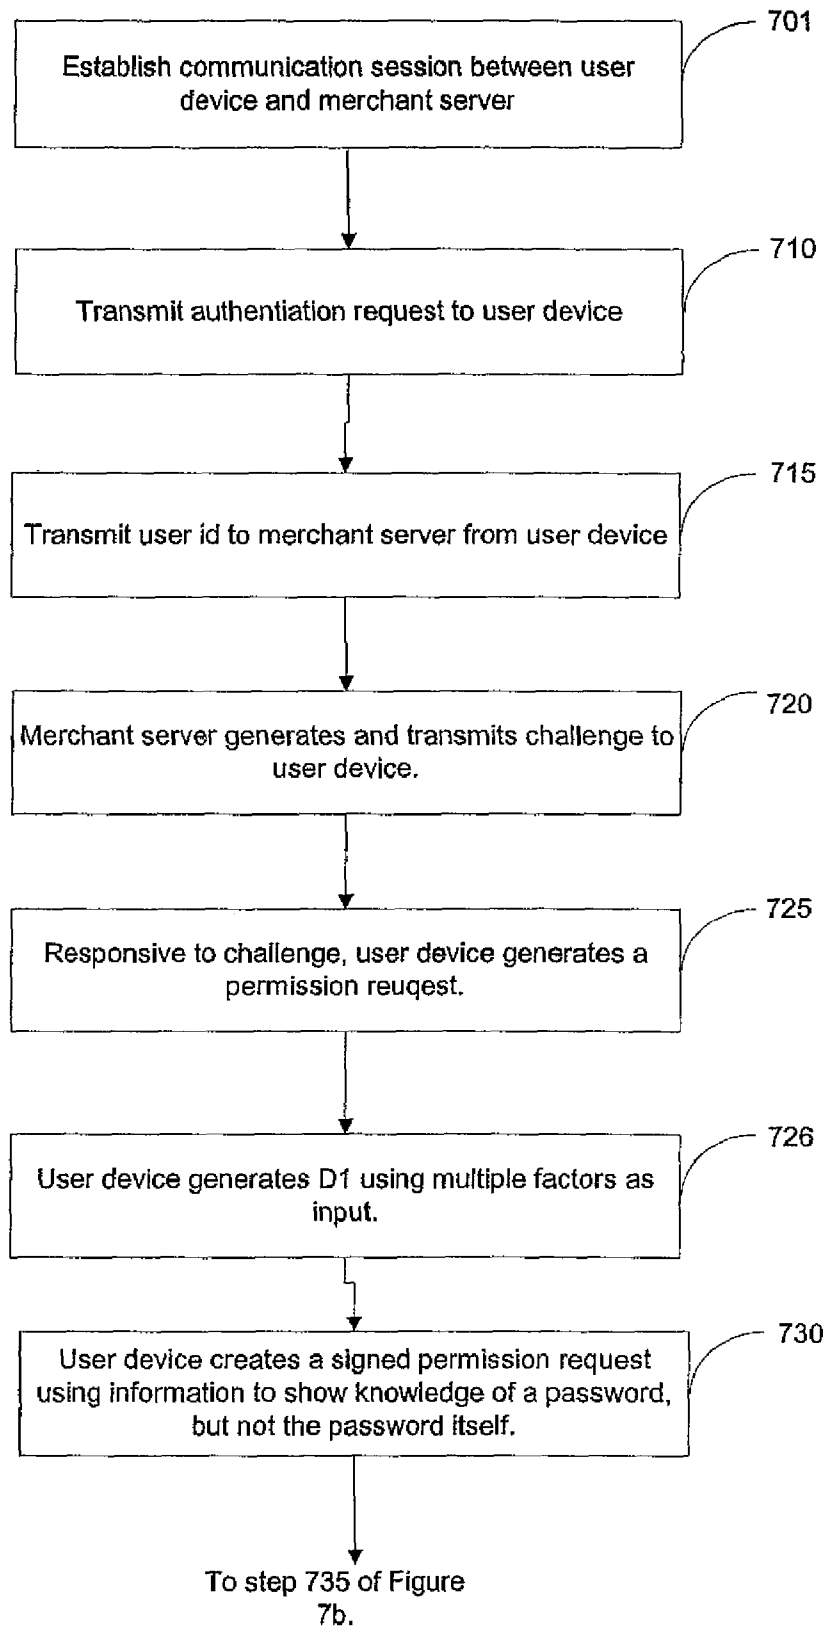 701
Establish communication session between user
device and merchant server
710
Transmit authentiation request to user device
715
Transmit user id to merchant server from user device
720
Merchant server generates and transmits challenge to
user device.
725
Responsive to challenge, user device generates a
permission reuqest.
726
User device generates D1 using multiple factors as
input.
730
User device creates a signed permission request
using information to show knowledge of a password,
but not the password itself.
To step 735 of Figure
7b.